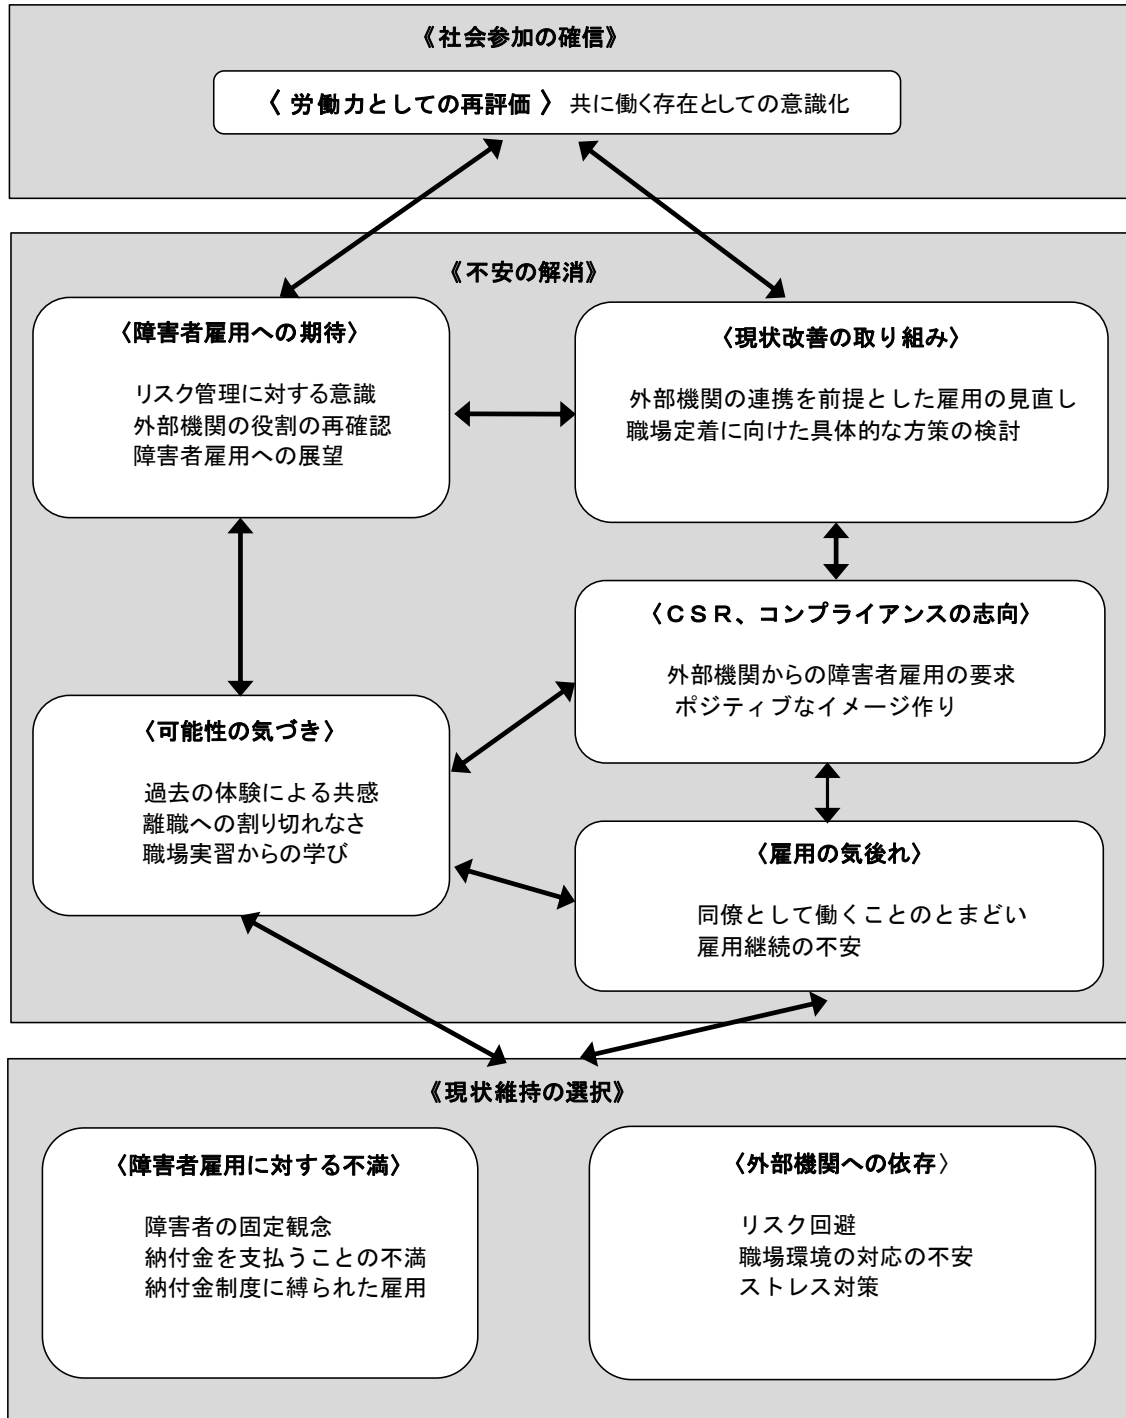 《社会参加の確信》
〈 労働力としての再評価 〉 共に働く存在としての意識化
《不安の解消》
〈障害者雇用への期待〉
リスク管理に対する意識
外部機関の役割の再確認
障害者雇用への展望
〈現状改善の取り組み〉
外部機関の連携を前提とした雇用の見直し
職場定着に向けた具体的な方策の検討
〈ＣＳＲ、コンプライアンスの志向〉
外部機関からの障害者雇用の要求
ポジティブなイメージ作り
〈可能性の気づき〉
過去の体験による共感
離職への割り切れなさ
職場実習からの学び
〈雇用の気後れ〉
同僚として働くことのとまどい
雇用継続の不安
《現状維持の選択》
〈障害者雇用に対する不満〉
障害者の固定観念
納付金を支払うことの不満
納付金制度に縛られた雇用
〈外部機関への依存〉
リスク回避
職場環境の対応の不安
ストレス対策